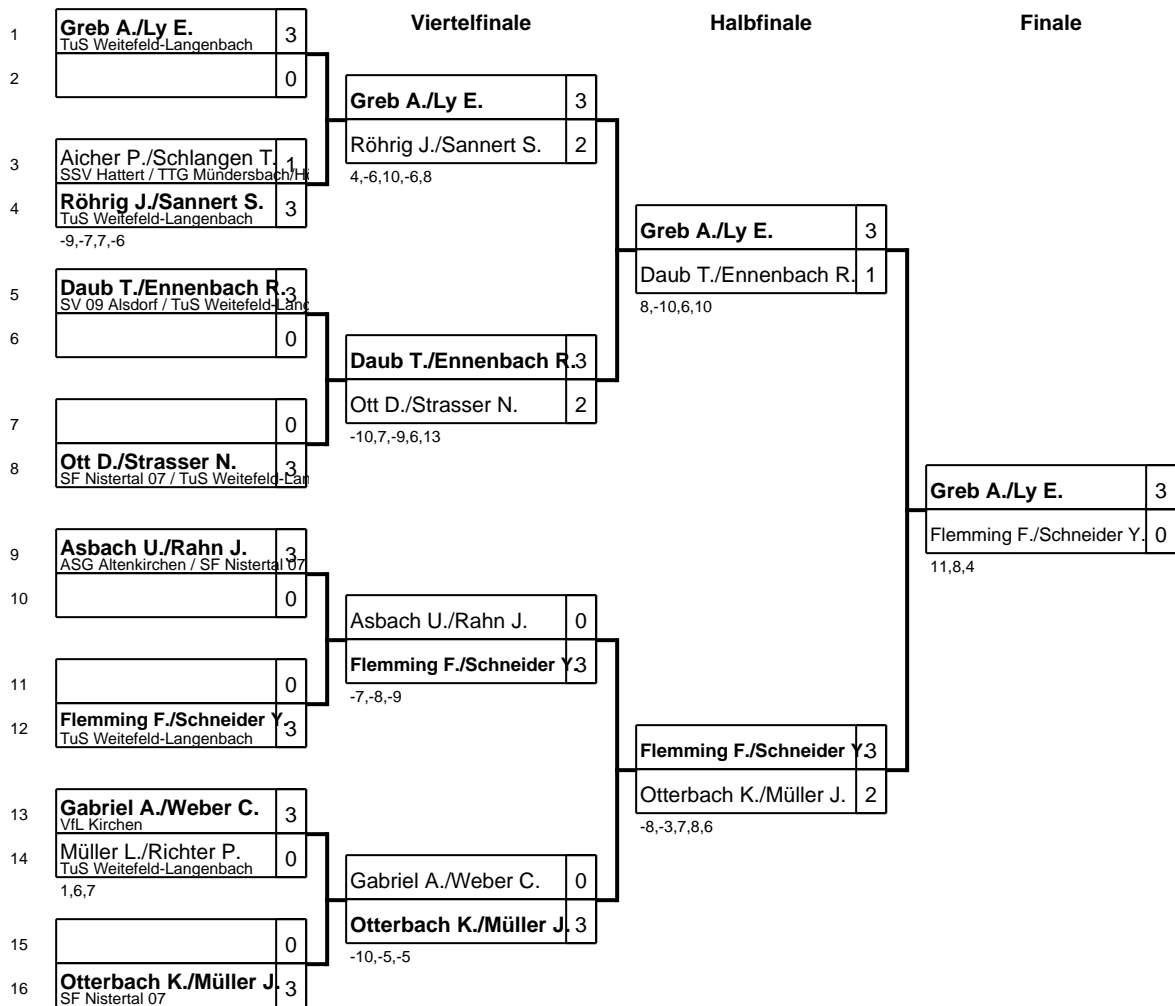 Viertelfinale Halbfinale Finale
1 Greb A./Ly E. 3
TuS Weitefeld-Langenbach
2 0
3 Aicher P./Schlangen T. 1
SSV Hattert / TTG Mündersbach/Hö
4 Röhrig J./Sannert S. 3
TuS Weitefeld-Langenbach
-9,-7,7,-6
5 Daub T./Ennenbach R. 3
SV 09 Alsdorf / TuS Weitefeld-Lang
6 0
7 0
8 Ott D./Strasser N. 3
SF Nistertal 07 / TuS Weitefeld-Lan
9 Asbach U./Rahn J. 3
ASG Altenkirchen / SF Nistertal 07
10 0
11 0
12 Flemming F./Schneider Y. 3
TuS Weitefeld-Langenbach
13 Gabriel A./Weber C. 3
VfL Kirchen
14 Müller L./Richter P. 0
TuS Weitefeld-Langenbach
1,6,7
15 0
16 Otterbach K./Müller J. 3
SF Nistertal 07
Greb A./Ly E. 3
Röhrig J./Sannert S. 2
4,-6,10,-6,8
Daub T./Ennenbach R. 3
Ott D./Strasser N. 2
-10,7,-9,6,13
Asbach U./Rahn J. 0
Flemming F./Schneider Y. 3
-7,-8,-9
Gabriel A./Weber C. 0
Otterbach K./Müller J. 3
-10,-5,-5
Greb A./Ly E. 3
Daub T./Ennenbach R. 1
8,-10,6,10
Flemming F./Schneider Y. 3
Otterbach K./Müller J. 2
-8,-3,7,8,6
Greb A./Ly E. 3
Flemming F./Schneider Y. 0
11,8,4